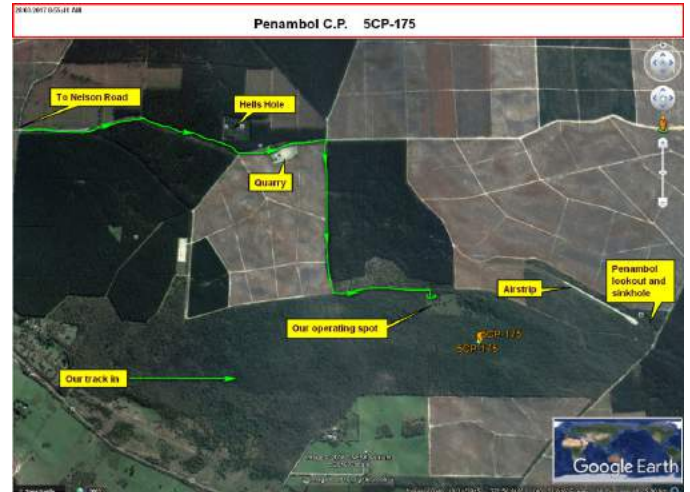 Penambol C.P. 5CP-175
To Nelson Road
Hells Hole
Quarry
Penambol
lookout and
sinkhole
Airstrip
Our operating spot
5CP-175
5CP-175
Our track in
Google Earth